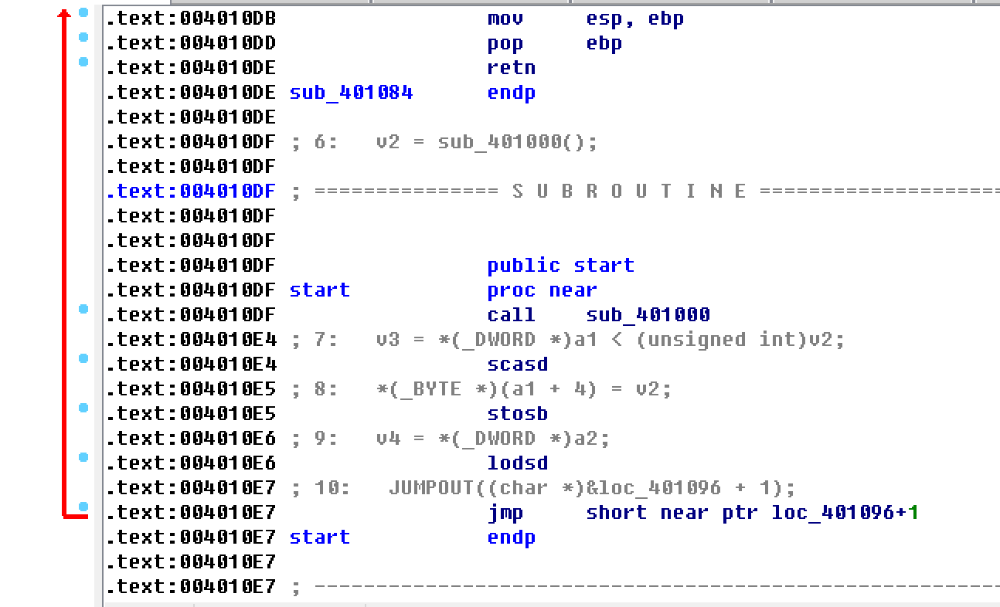 .text:004010DB mov esp, ebp
.text:004010DD pop ebp
.text:004010DE retn
.text:004010DE sub_401084 endp
.text:004010DE
.text:004010DF ; 6: v2 = sub_401000();
.text:004010DF
.text:004010DF ; =============== S U B R O U T I N E ====================
.text:004010DF
.text:004010DF
.text:004010DF public start
.text:004010DF start proc near
.text:004010DF call sub_401000
.text:004010E4 ; 7: v3 = *(_DWORD *)a1 < (unsigned int)v2;
.text:004010E4 scasd
.text:004010E5 ; 8: *(_BYTE *)(a1 + 4) = v2;
.text:004010E5 stosb
.text:004010E6 ; 9: v4 = *(_DWORD *)a2;
.text:004010E6 lodsd
.text:004010E7 ; 10: JUMPOUT((char *)&loc_401096 + 1);
.text:004010E7 jmp short near ptr loc_401096+1
.text:004010E7 start endp
.text:004010E7
.text:004010E7 ; --------------------------------------------------------